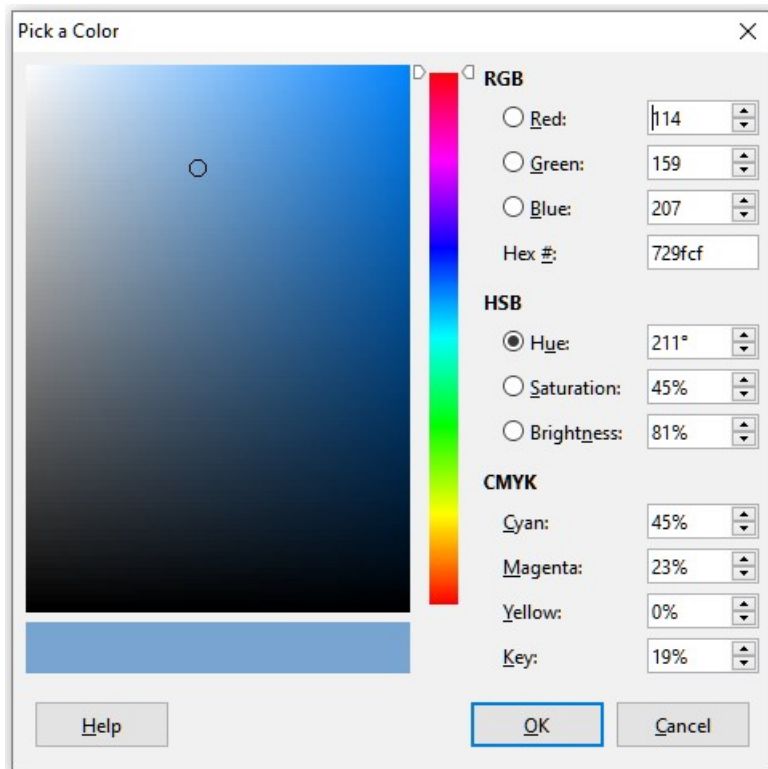 Pick a Color
RGB
Red: 114
Green: 159
Blue: 207
Hex #: 729fcf
HSB
Hue: 211°
Saturation: 45%
Brightness: 81%
CMYK
Cyan: 45%
Magenta: 23%
Yellow: 0%
Key: 19%
Help OK Cancel